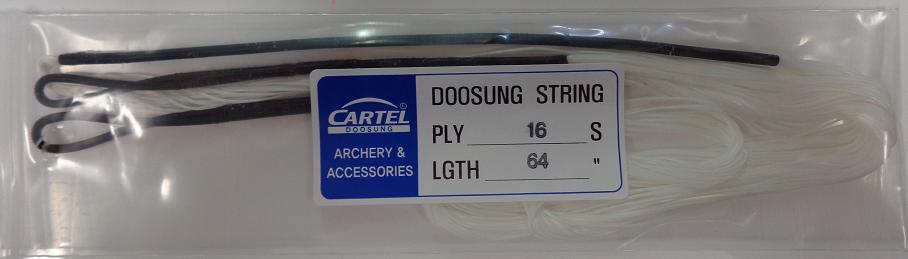 CARTEL ©
DOOSUNG
ARCHERY &
ACCESSORIES
DOOSUNG STRING
PLY 16 S
LGTH 64 "